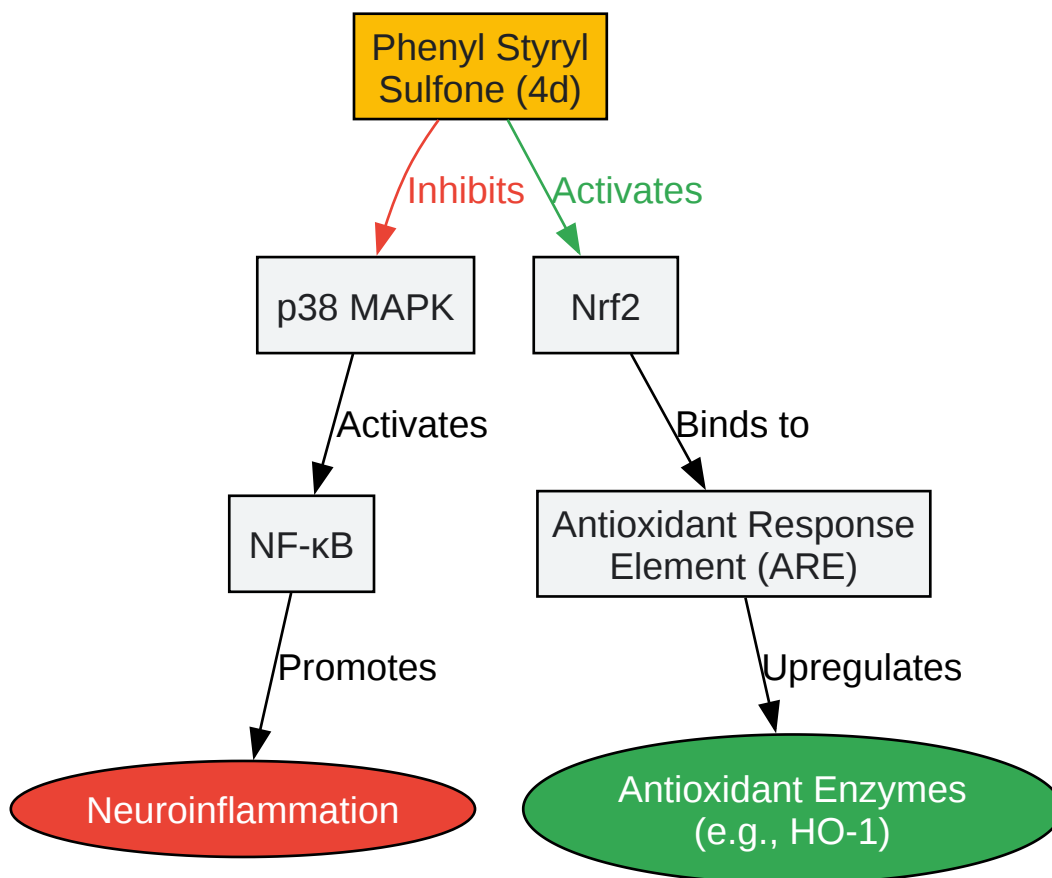 Phenyl Styryl
Sulfone (4d)
Inhibits
Activates
p38 MAPK
Nrf2
Activates
Binds to
NF-κB
Antioxidant Response
Element (ARE)
Promotes
Upregulates
Neuroinflammation
Antioxidant Enzymes
(e.g., HO-1)